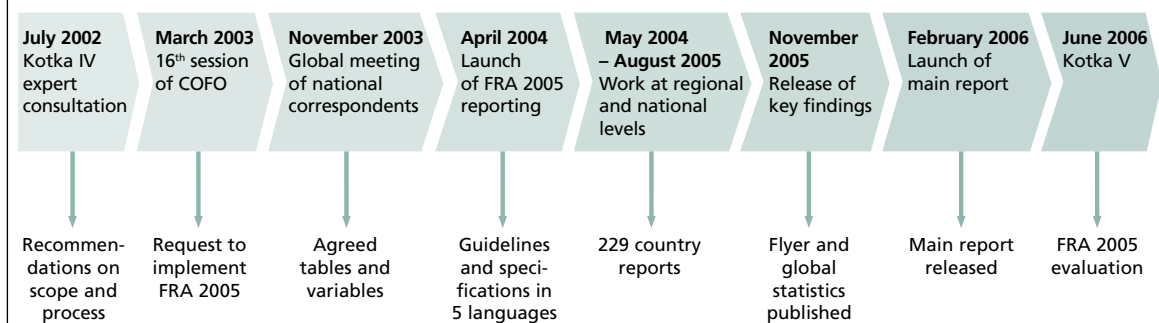 July 2002
Kotka IV
expert
consultation
March 2003
16th session
of COFO
November 2003
Global meeting
of national
correspondents
April 2004
Launch
of FRA 2005
reporting
May 2004
– August 2005
Work at regional
and national
levels
November
2005
Release of
key findings
February 2006
Launch of
main report
June 2006
Kotka V
Recommen-
dations on
scope and
process
Request to
implement
FRA 2005
Agreed
tables and
variables
Guidelines
and speci-
fications in
5 languages
229 country
reports
Flyer and
global
statistics
published
Main report
released
FRA 2005
evaluation